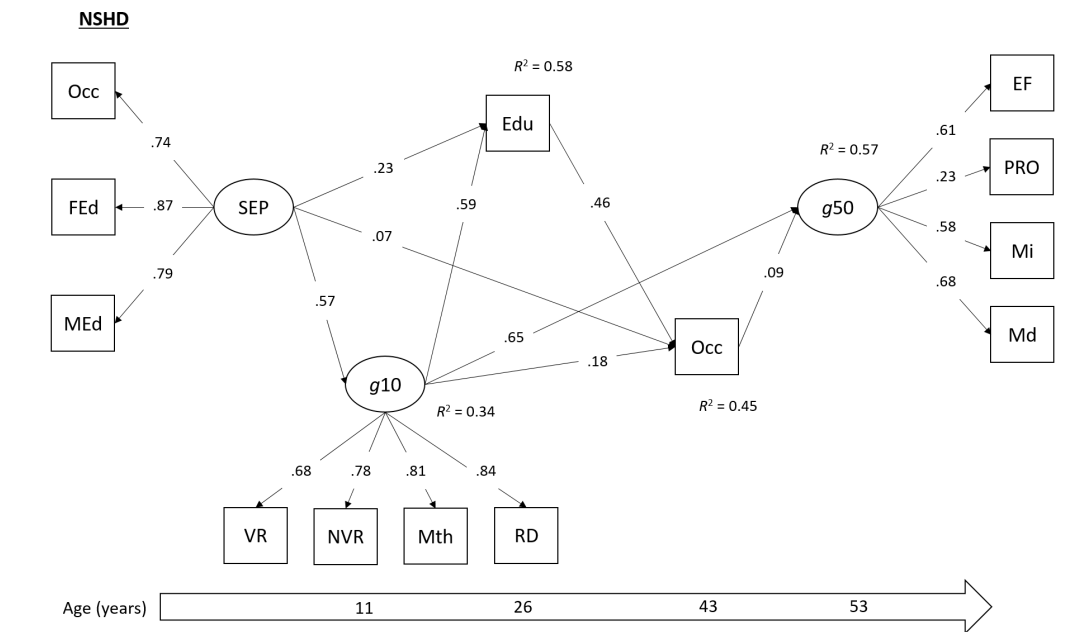 NSHD
R² = 0.58
Occ
EF
Edu
.74
.61
R² = 0.57
.23
.23
PRO
FEd
.87
SEP
.59
.46
g50
.07
.58
Mi
.79
.09
.68
.57
MEd
.65
Occ
Md
.18
g10
R² = 0.34
R² = 0.45
.68
.78
.81
.84
VR
NVR
Mth
RD
Age (years)
11
26
43
53